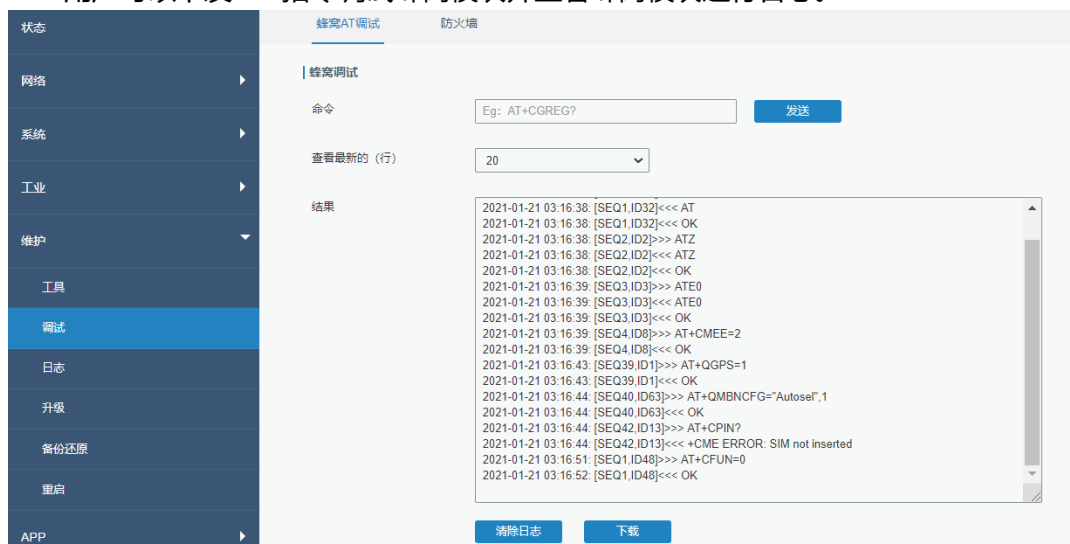 状态
网络
系统
工业
维护
工具
调试
日志
升级
备份还原
重启
APP
蜂窝AT调试 防火墙
蜂窝调试
命令 Eg: AT+CGREG? 发送
查看最新的（行） 20
结果
2021-01-21 03:16:38: [SEQ1,ID32]<<< AT
2021-01-21 03:16:38: [SEQ1,ID32]<<< OK
2021-01-21 03:16:38: [SEQ2,ID2]>>> ATZ
2021-01-21 03:16:38: [SEQ2,ID2]<<< ATZ
2021-01-21 03:16:38: [SEQ2,ID2]<<< OK
2021-01-21 03:16:39: [SEQ3,ID3]>>> ATE0
2021-01-21 03:16:39: [SEQ3,ID3]<<< ATE0
2021-01-21 03:16:39: [SEQ3,ID3]<<< OK
2021-01-21 03:16:39: [SEQ4,ID8]>>> AT+CMEE=2
2021-01-21 03:16:39: [SEQ4,ID8]<<< OK
2021-01-21 03:16:43: [SEQ39,ID1]>>> AT+QGPS=1
2021-01-21 03:16:43: [SEQ39,ID1]<<< OK
2021-01-21 03:16:44: [SEQ40,ID63]>>> AT+QMBNCFG="Autosel",1
2021-01-21 03:16:44: [SEQ40,ID63]<<< OK
2021-01-21 03:16:44: [SEQ42,ID13]>>> AT+CPIN?
2021-01-21 03:16:44: [SEQ42,ID13]<<< +CME ERROR: SIM not inserted
2021-01-21 03:16:51: [SEQ1,ID48]>>> AT+CFUN=0
2021-01-21 03:16:52: [SEQ1,ID48]<<< OK
清除日志 下载